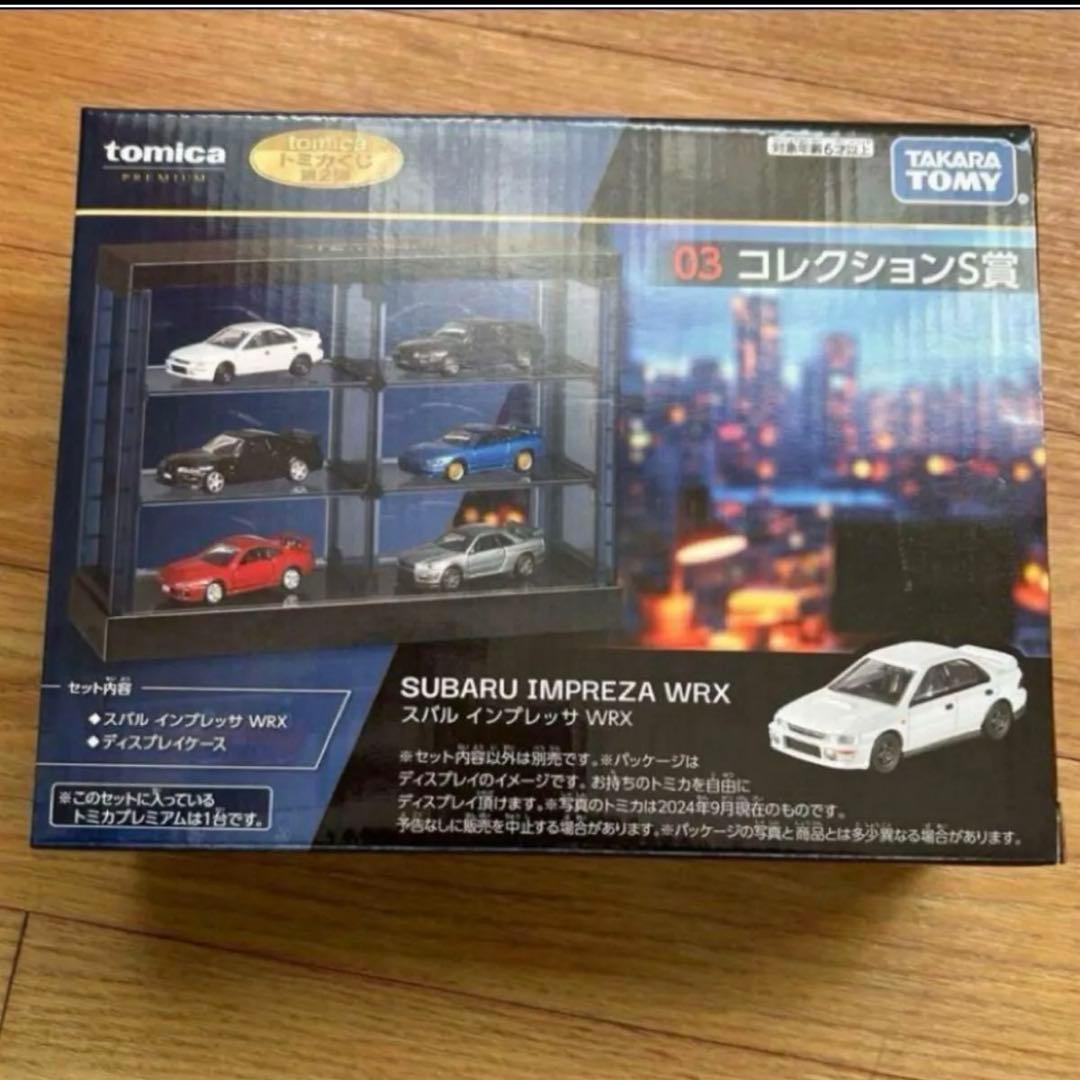 tomica
PREMIUM
tomica
トミカくじ
第2弾
対象年齢6才以上
TAKARA
TOMY
03 コレクションS賞
セット内容
◆スバル インプレッサ WRX
◆ディスプレイケース
※このセットに入っている
トミカプレミアムは1台です。
SUBARU IMPREZA WRX
スバル インプレッサ WRX
※セット内容以外は別売です。※パッケージは
ディスプレイのイメージです。お持ちのトミカを自由に
ディスプレイ頂けます。※写真のトミカは2024年9月現在のものです。
予告なしに販売を中止する場合があります。※パッケージの写真と商品とは多少異なる場合があります。